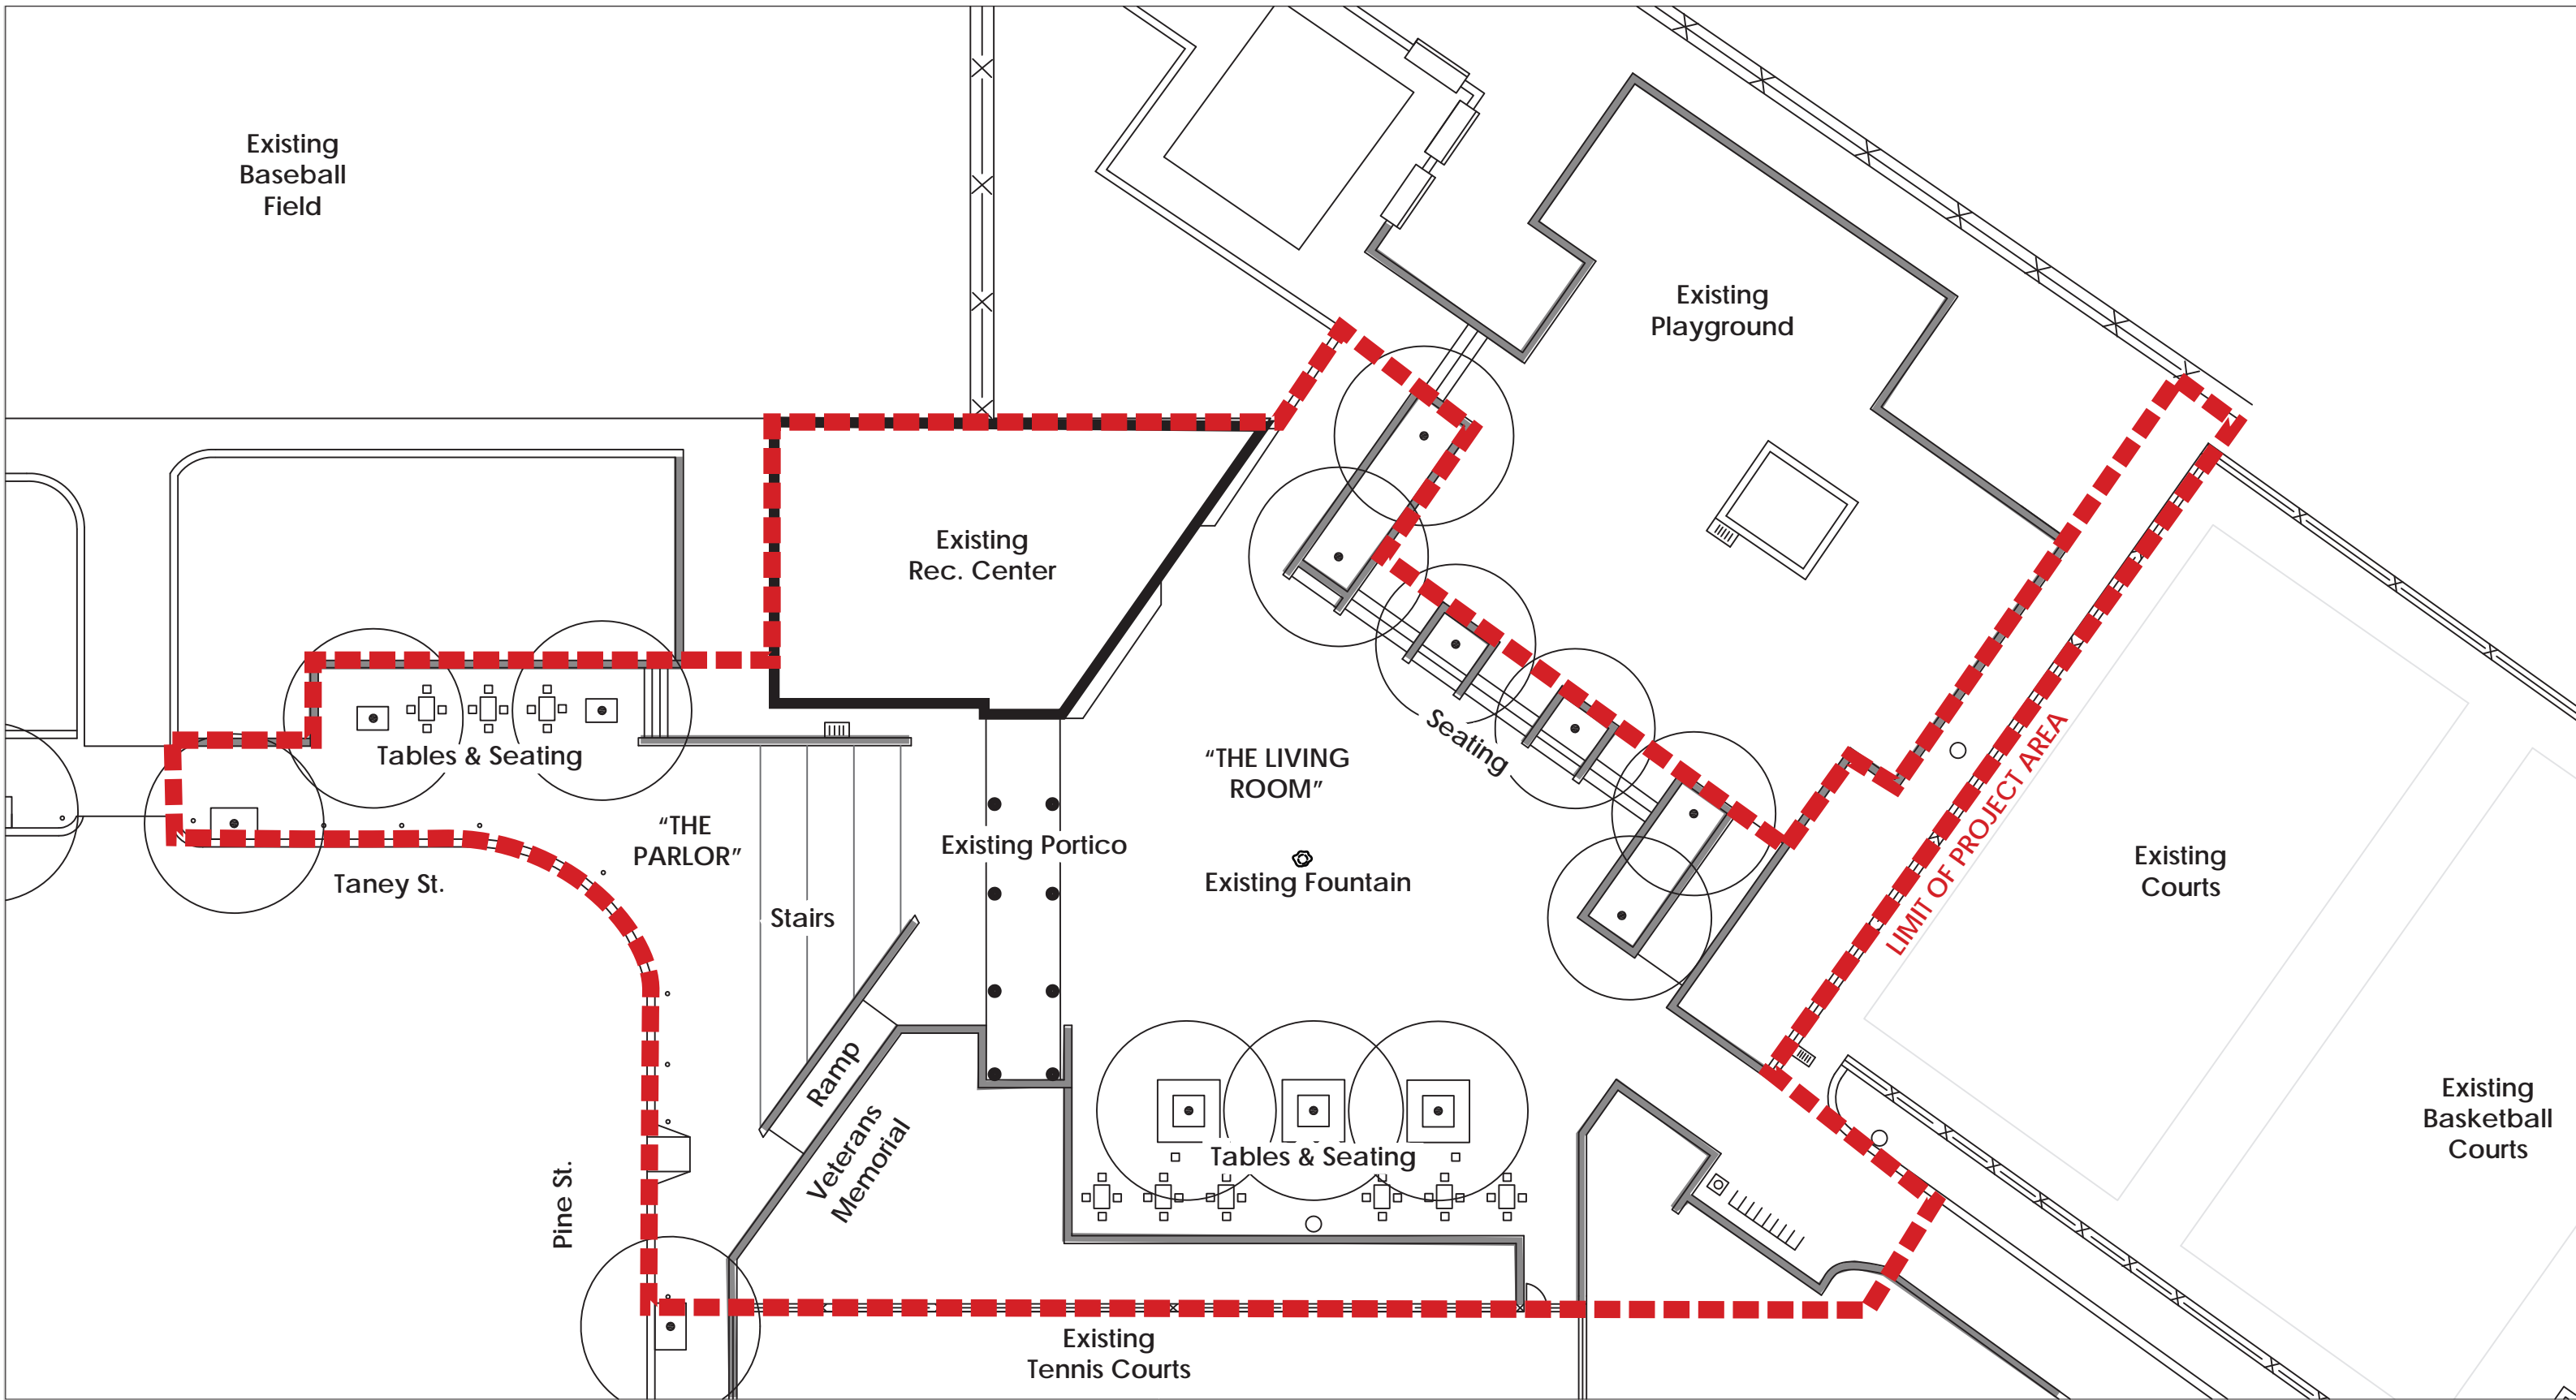 Existing
Baseball
Field
Existing
Playground
Existing
Rec. Center
Tables & Seating
"THE
PARLOR"
Taney St.
Stairs
Existing Portico
"THE LIVING
ROOM"
Existing Fountain
Seating
LIMIT OF PROJECT AREA
Existing
Courts
Existing
Basketball
Courts
Ramp
Veterans
Memorial
Pine St.
Tables & Seating
Existing
Tennis Courts